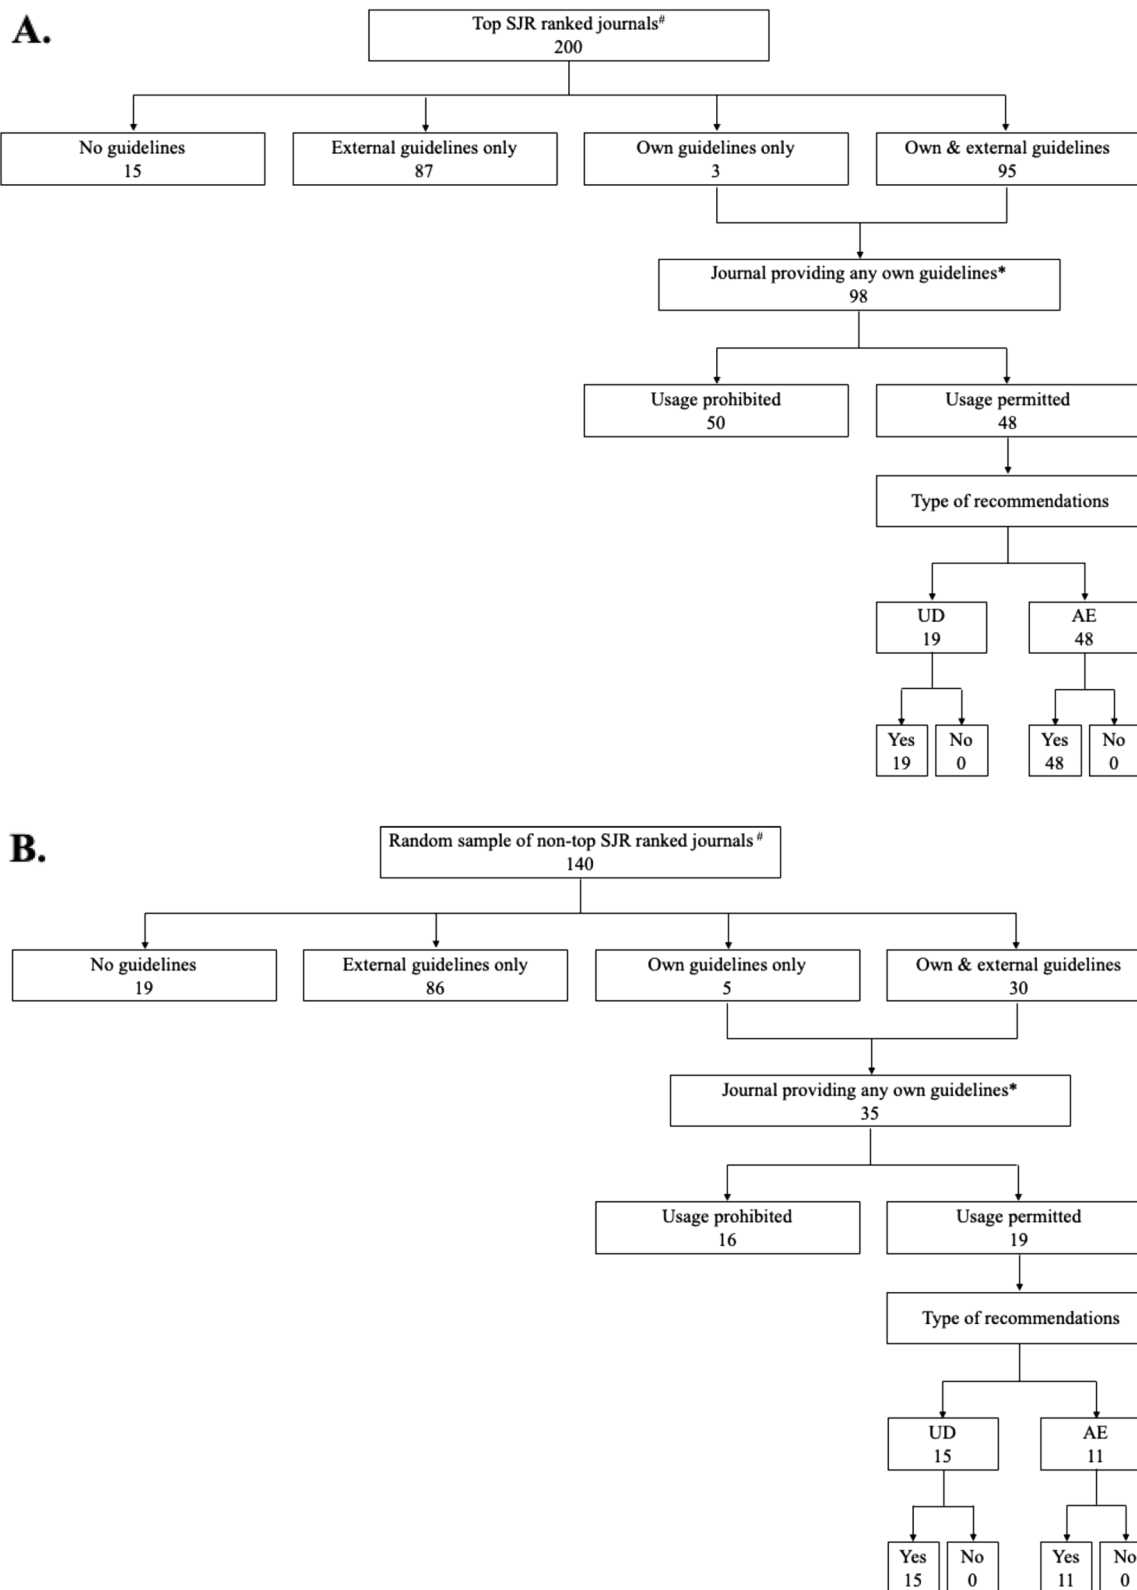 A.
Top SJR ranked journals#
200
No guidelines
15
External guidelines only
87
Own guidelines only
3
Own & external guidelines
95
Journal providing any own guidelines*
98
Usage prohibited
50
Usage permitted
48
Type of recommendations
UD
19
AE
48
Yes
19
No
0
Yes
48
No
0
B.
Random sample of non-top SJR ranked journals #
140
No guidelines
19
External guidelines only
86
Own guidelines only
5
Own & external guidelines
30
Journal providing any own guidelines*
35
Usage prohibited
16
Usage permitted
19
Type of recommendations
UD
15
AE
11
Yes
15
No
0
Yes
11
No
0